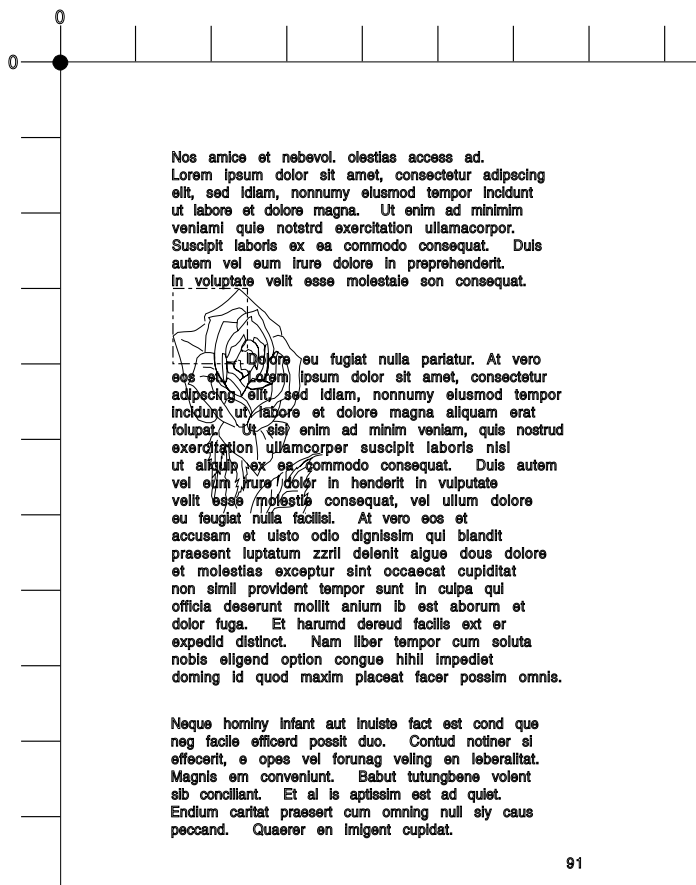 0
0
Nos amice et nebevol. olestias access ad.
Lorem ipsum dolor sit amet, consectetur adipscing
elit, sed idiam, nonnumy eiusmod tempor incidunt
ut labore et dolore magna. Ut enim ad minimim
veniami quie notstrd exercitation ullamacorpor.
Suscipit laboris ex ea commodo consequat. Duis
autem vel eum irure dolore in preprehenderit.
In voluptate velit esse molestaie son consequat.
Dolore eu fugiat nulla pariatur. At vero
eos et Lorem ipsum dolor sit amet, consectetur
adipscing elit, sed idiam, nonnumy eiusmod tempor
incidunt ut labore et dolore magna aliquam erat
folupat. Ut sisi enim ad minim veniam, quis nostrud
exercitation ullamcorper suscipit laboris nisl
ut aliquip ex ea commodo consequat. Duis autem
vel eum irure dolor in henderit in vulputate
velit esse molestie consequat, vel ulium dolore
eu feugiat nulla facilisi. At vero eos et
accusam et uisto odio dignissim qui blandit
praesent luptatum zzril delenit aigue dous dolore
et molestias exceptur sint occaecat cupiditat
non simil provident tempor sunt in culpa qui
officia deserunt mollit anium ib est aborum et
dolor fuga. Et harumd dereud facilis ext er
expedid distinct. Nam liber tempor cum soluta
nobis eligend option congue hihil impediet
doming id quod maxim placeat facer possim omnis.
Neque hominy infant aut inuiste fact est cond que
neg facile efficerd possit duo. Contud notiner si
effecerit, e opes vel forunag veling en leberalitat.
Magnis em conveniunt. Babut tutungbene volent
sib conciliant. Et al is aptissim est ad quiet.
Endium caritat praesert cum omning null siy caus
peccand. Quaerer en imigent cupidat.
91